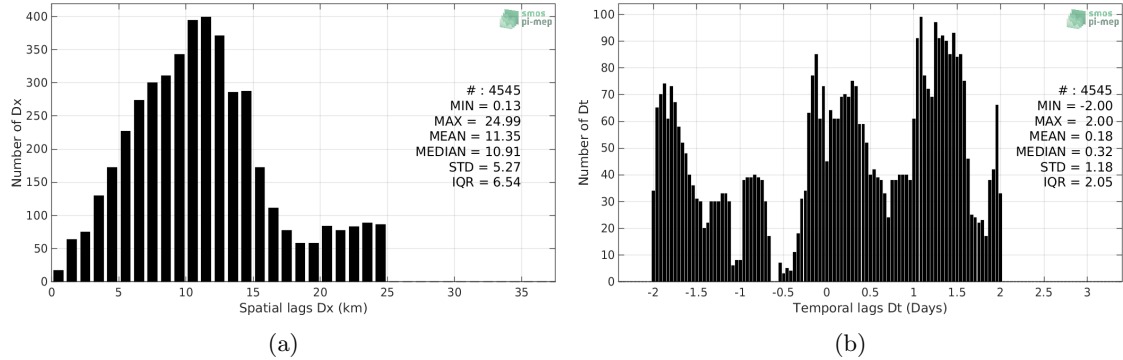 smos
pi-mep
400
350
300
250
200
150
100
50
0
Number of Dx
# : 4545
MIN = 0.13
MAX = 24.99
MEAN = 11.35
MEDIAN = 10.91
STD = 5.27
IQR = 6.54
0 5 10 15 20 25 30 35
Spatial lags Dx (km)
(a)
smos
pi-mep
100
90
80
70
60
50
40
30
20
10
0
Number of Dt
# : 4545
MIN = -2.00
MAX = 2.00
MEAN = 0.18
MEDIAN = 0.32
STD = 1.18
IQR = 2.05
-2 -1.5 -1 -0.5 0 0.5 1 1.5 2 2.5 3
Temporal lags Dt (Days)
(b)